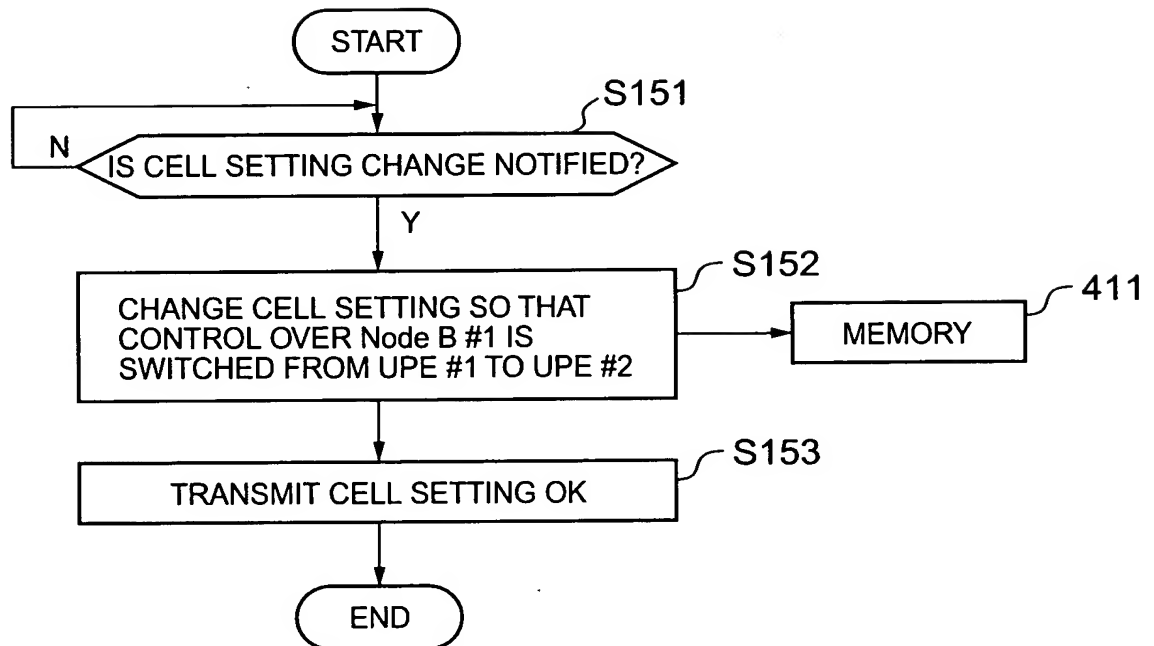 START
S151
N
IS CELL SETTING CHANGE NOTIFIED?
Y
S152
CHANGE CELL SETTING SO THAT
CONTROL OVER Node B #1 IS
SWITCHED FROM UPE #1 TO UPE #2
411
MEMORY
S153
TRANSMIT CELL SETTING OK
END